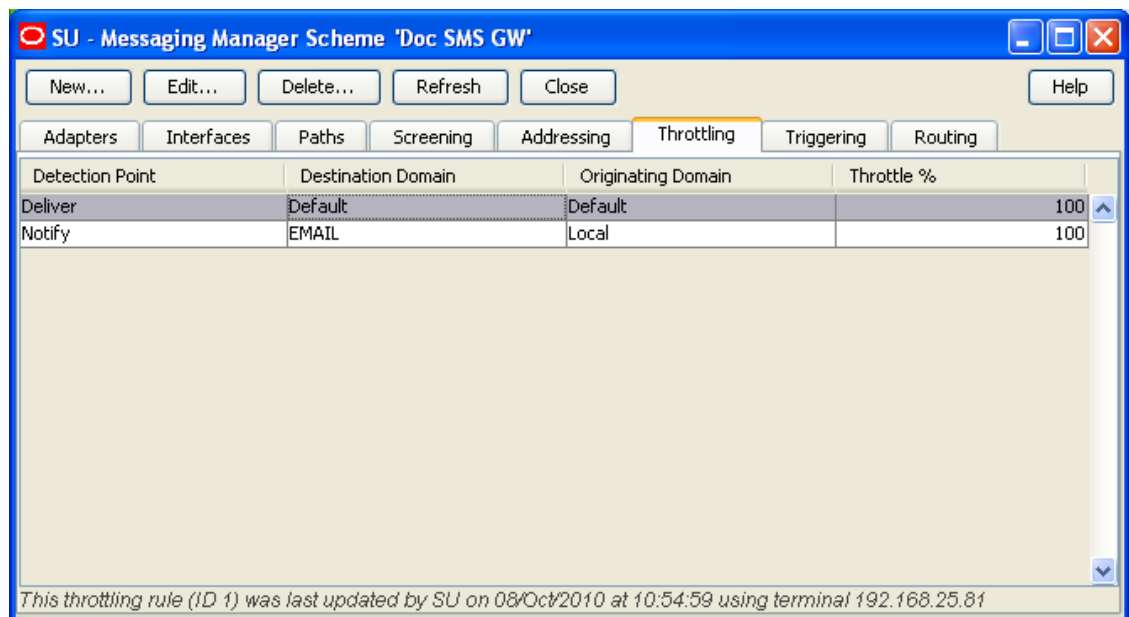 SU - Messaging Manager Scheme 'Doc SMS GW'
New... Edit... Delete... Refresh Close Help
Adapters Interfaces Paths Screening Addressing Throttling Triggering Routing
Detection Point Destination Domain Originating Domain Throttle %
Deliver Default Default 100
Notify EMAIL Local 100
This throttling rule (ID 1) was last updated by SU on 08/Oct/2010 at 10:54:59 using terminal 192.168.25.81